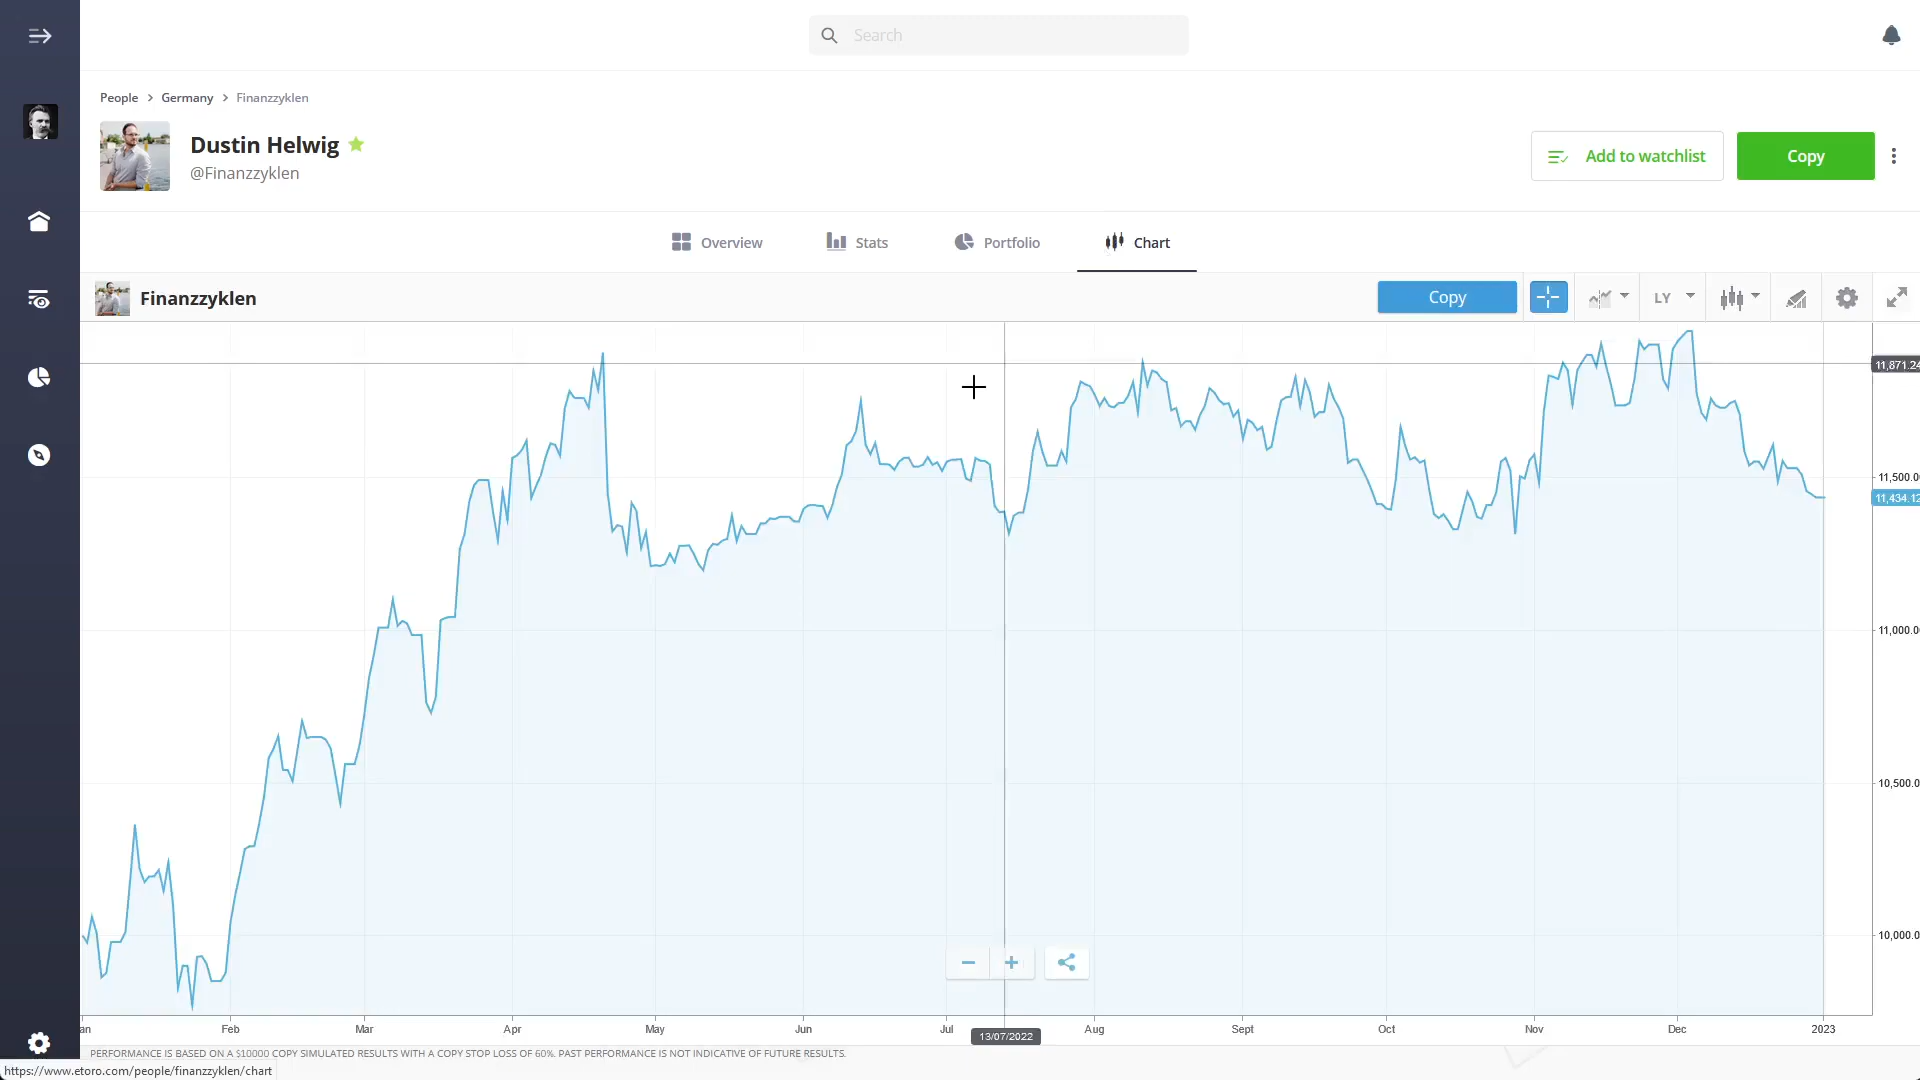 Search
People > Germany > Finanzzyklen
Dustin Helwig
@Finanzzyklen
Add to watchlist
Copy
Overview
Stats
Portfolio
Chart
Finanzzyklen
Copy
LY
11,871.24
11,500.0
11,434.12
11,000.0
10,500.0
10,000.0
an Feb Mar Apr May Jun Jul Aug Sept Oct Nov Dec 2023
13/07/2022
PERFORMANCE IS BASED ON A $10000 COPY SIMULATED RESULTS WITH A COPY STOP LOSS OF 60%. PAST PERFORMANCE IS NOT INDICATIVE OF FUTURE RESULTS.
https://www.etoro.com/people/finanzzyklen/chart